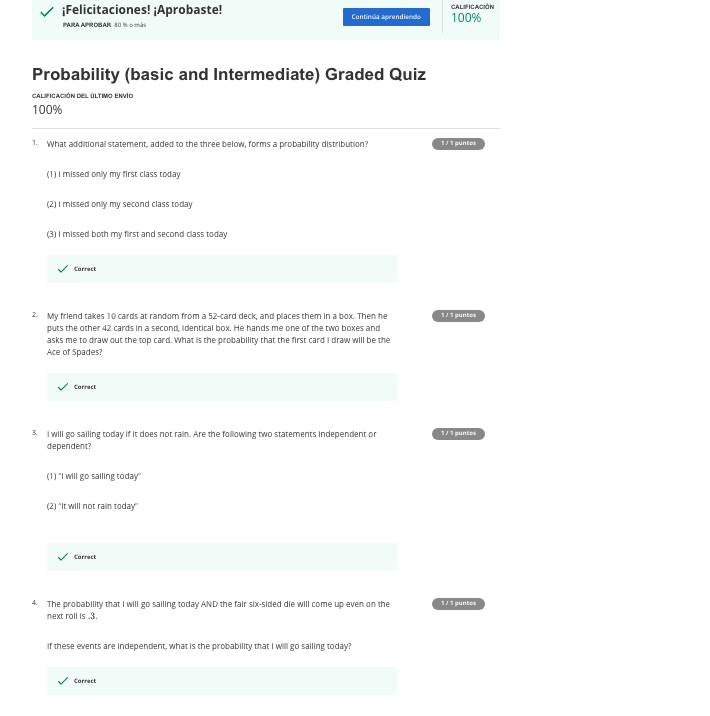 ¡Felicitaciones! ¡Aprobaste!
PARA APROBAR 80 % o más
Continúa aprendiendo
CALIFICACIÓN
100%
Probability (basic and Intermediate) Graded Quiz
CALIFICACIÓN DEL ÚLTIMO ENVÍO
100%
1. What additional statement, added to the three below, forms a probability distribution?
1 / 1 puntos
(1) I missed only my first class today
(2) I missed only my second class today
(3) I missed both my first and second class today
Correct
2. My friend takes 10 cards at random from a 52-card deck, and places them in a box. Then he
puts the other 42 cards in a second, identical box. He hands me one of the two boxes and
asks me to draw out the top card. What is the probability that the first card I draw will be the
Ace of Spades?
1 / 1 puntos
Correct
3. I will go sailing today if it does not rain. Are the following two statements independent or
dependent?
1 / 1 puntos
(1) "I will go sailing today"
(2) "It will not rain today"
Correct
4. The probability that I will go sailing today AND the fair six-sided die will come up even on the
next roll is .3.
1 / 1 puntos
If these events are independent, what is the probability that I will go sailing today?
Correct